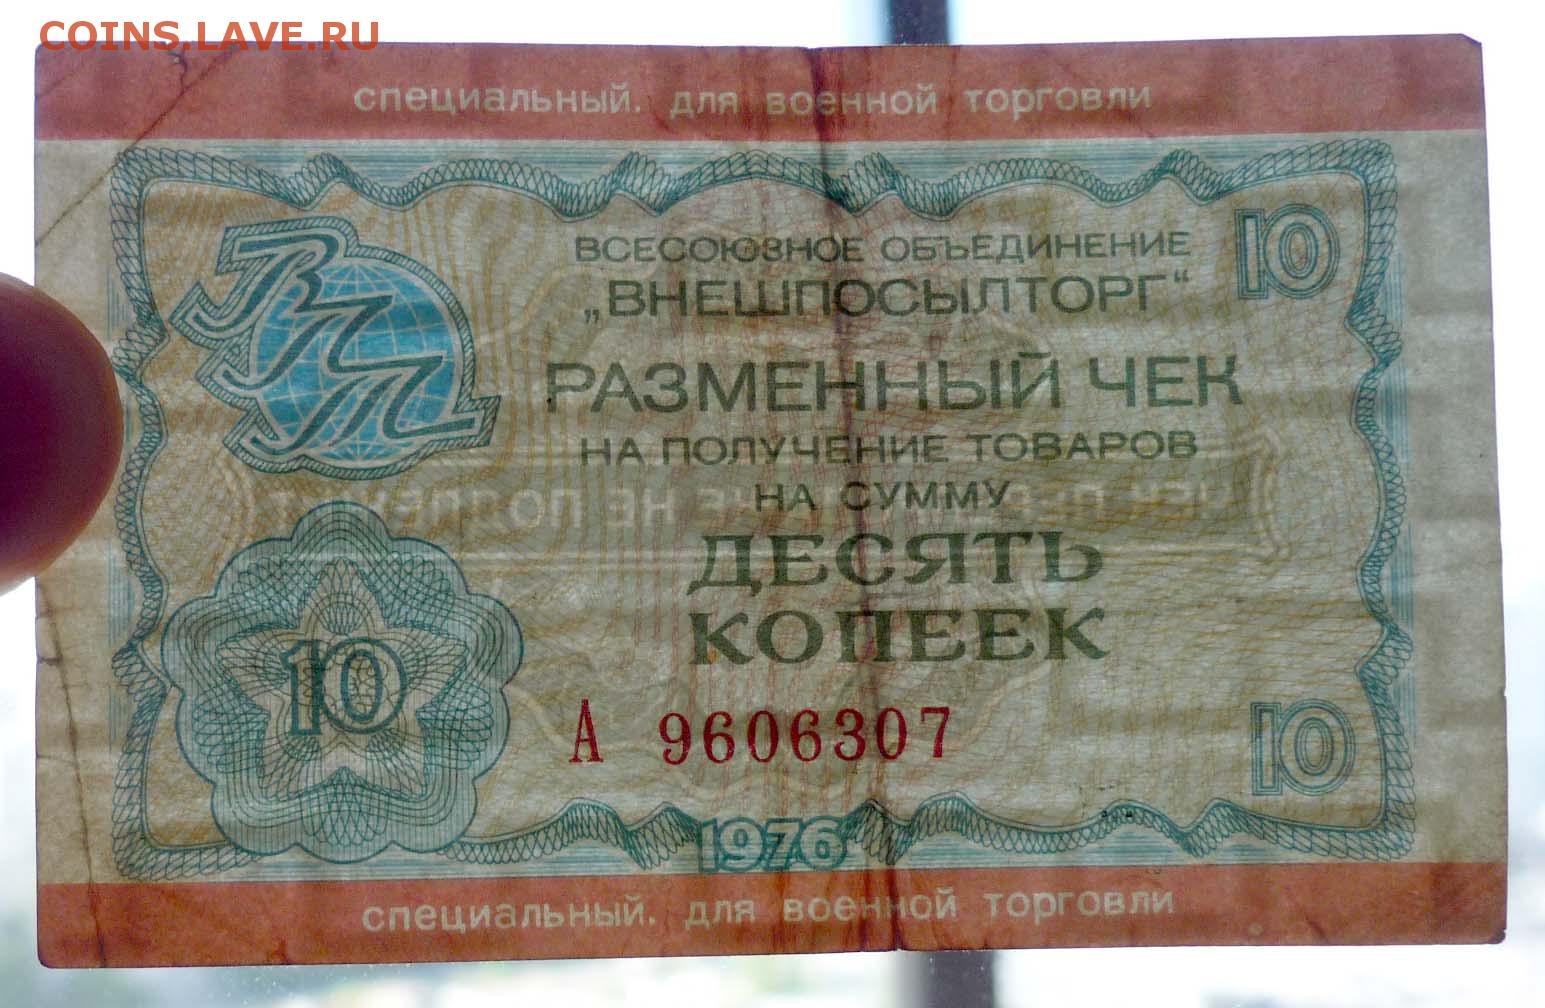 COINS.LAVE.RU
специальный. для военной торговли
ВПТ
10
ВСЕСОЮЗНОЕ ОБЪЕДИНЕНИЕ
„ВНЕШПОСЫЛТОРГ“
РАЗМЕННЫЙ ЧЕК
НА ПОЛУЧЕНИЕ ТОВАРОВ
НА СУММУ
ДЕСЯТЬ
КОПЕЕК
10
А 9606307
10
1976
специальный. для военной торговли